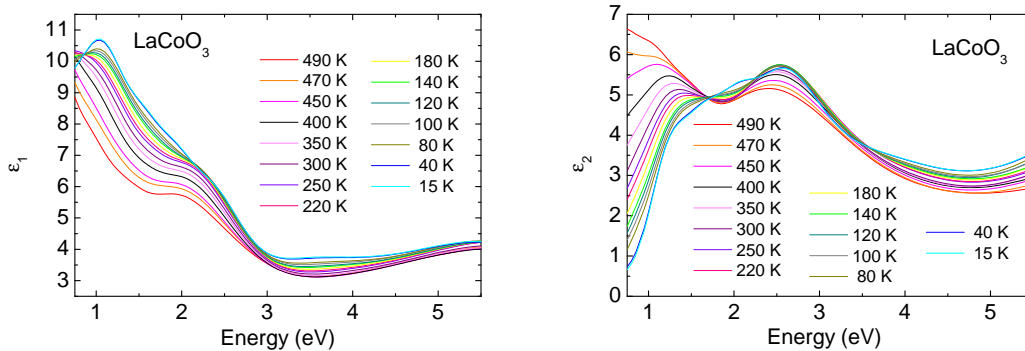 LaCoO3
11
10
9
8
7
6
5
4
3
ε1
1 2 3 4 5
Energy (eV)
490 K
470 K
450 K
400 K
350 K
300 K
250 K
220 K
180 K
140 K
120 K
100 K
80 K
40 K
15 K
LaCoO3
7
6
5
4
3
2
1
0
ε2
1 2 3 4 5
Energy (eV)
490 K
470 K
450 K
400 K
350 K
300 K
250 K
220 K
180 K
140 K
120 K
100 K
80 K
40 K
15 K